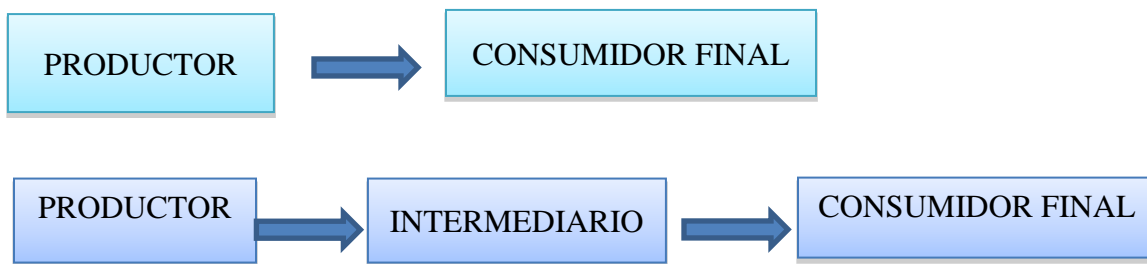 PRODUCTOR
CONSUMIDOR FINAL
PRODUCTOR
INTERMEDIARIO
CONSUMIDOR FINAL